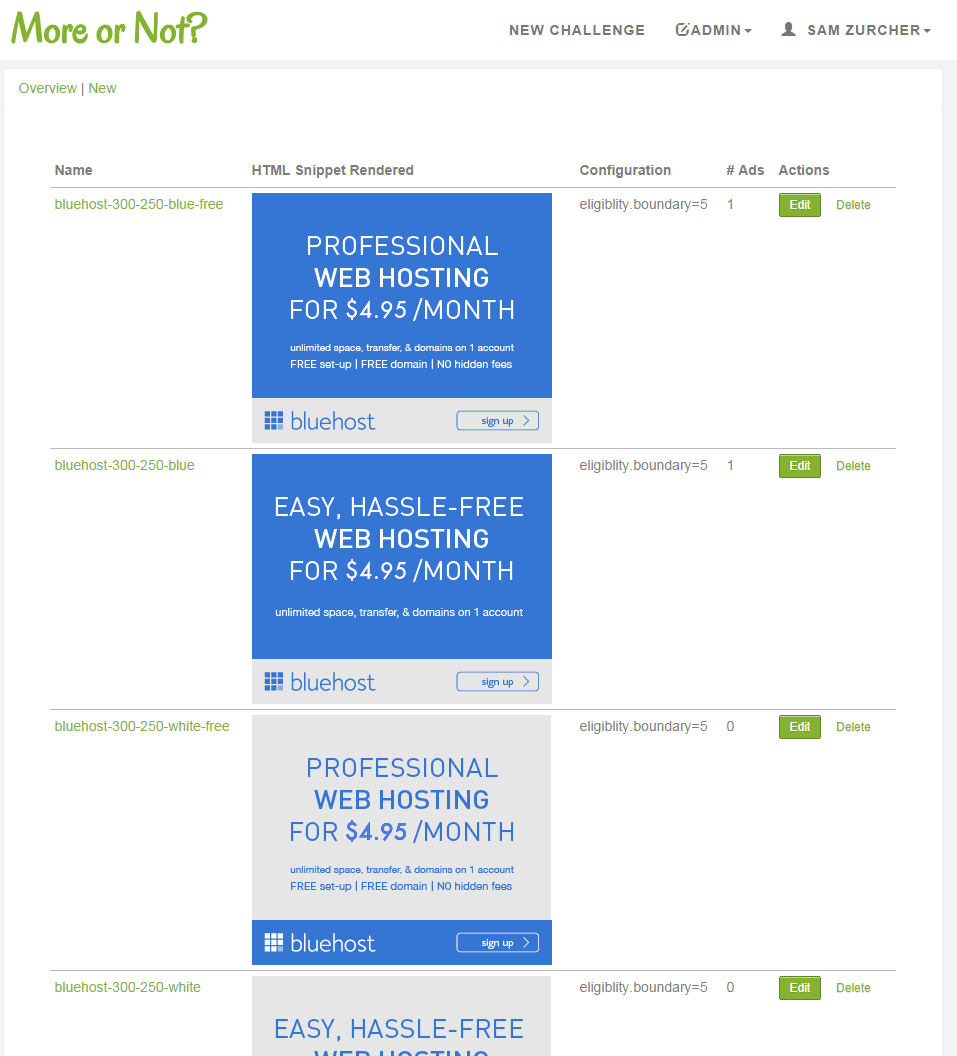 More or Not?
NEW CHALLENGE ADMIN SAM ZURCHER
Overview | New
Name HTML Snippet Rendered Configuration # Ads Actions
bluehost-300-250-blue-free eligiblity.boundary=5 1 Edit Delete
PROFESSIONAL
WEB HOSTING
FOR $4.95 /MONTH
unlimited space, transfer, & domains on 1 account
FREE set-up | FREE domain | NO hidden fees
bluehost sign up >
bluehost-300-250-blue eligiblity.boundary=5 1 Edit Delete
EASY, HASSLE-FREE
WEB HOSTING
FOR $4.95 /MONTH
unlimited space, transfer, & domains on 1 account
bluehost sign up >
bluehost-300-250-white-free eligiblity.boundary=5 0 Edit Delete
PROFESSIONAL
WEB HOSTING
FOR $4.95 /MONTH
unlimited space, transfer, & domains on 1 account
FREE set-up | FREE domain | NO hidden fees
bluehost sign up >
bluehost-300-250-white eligiblity.boundary=5 0 Edit Delete
EASY, HASSLE-FREE
WEB HOSTING